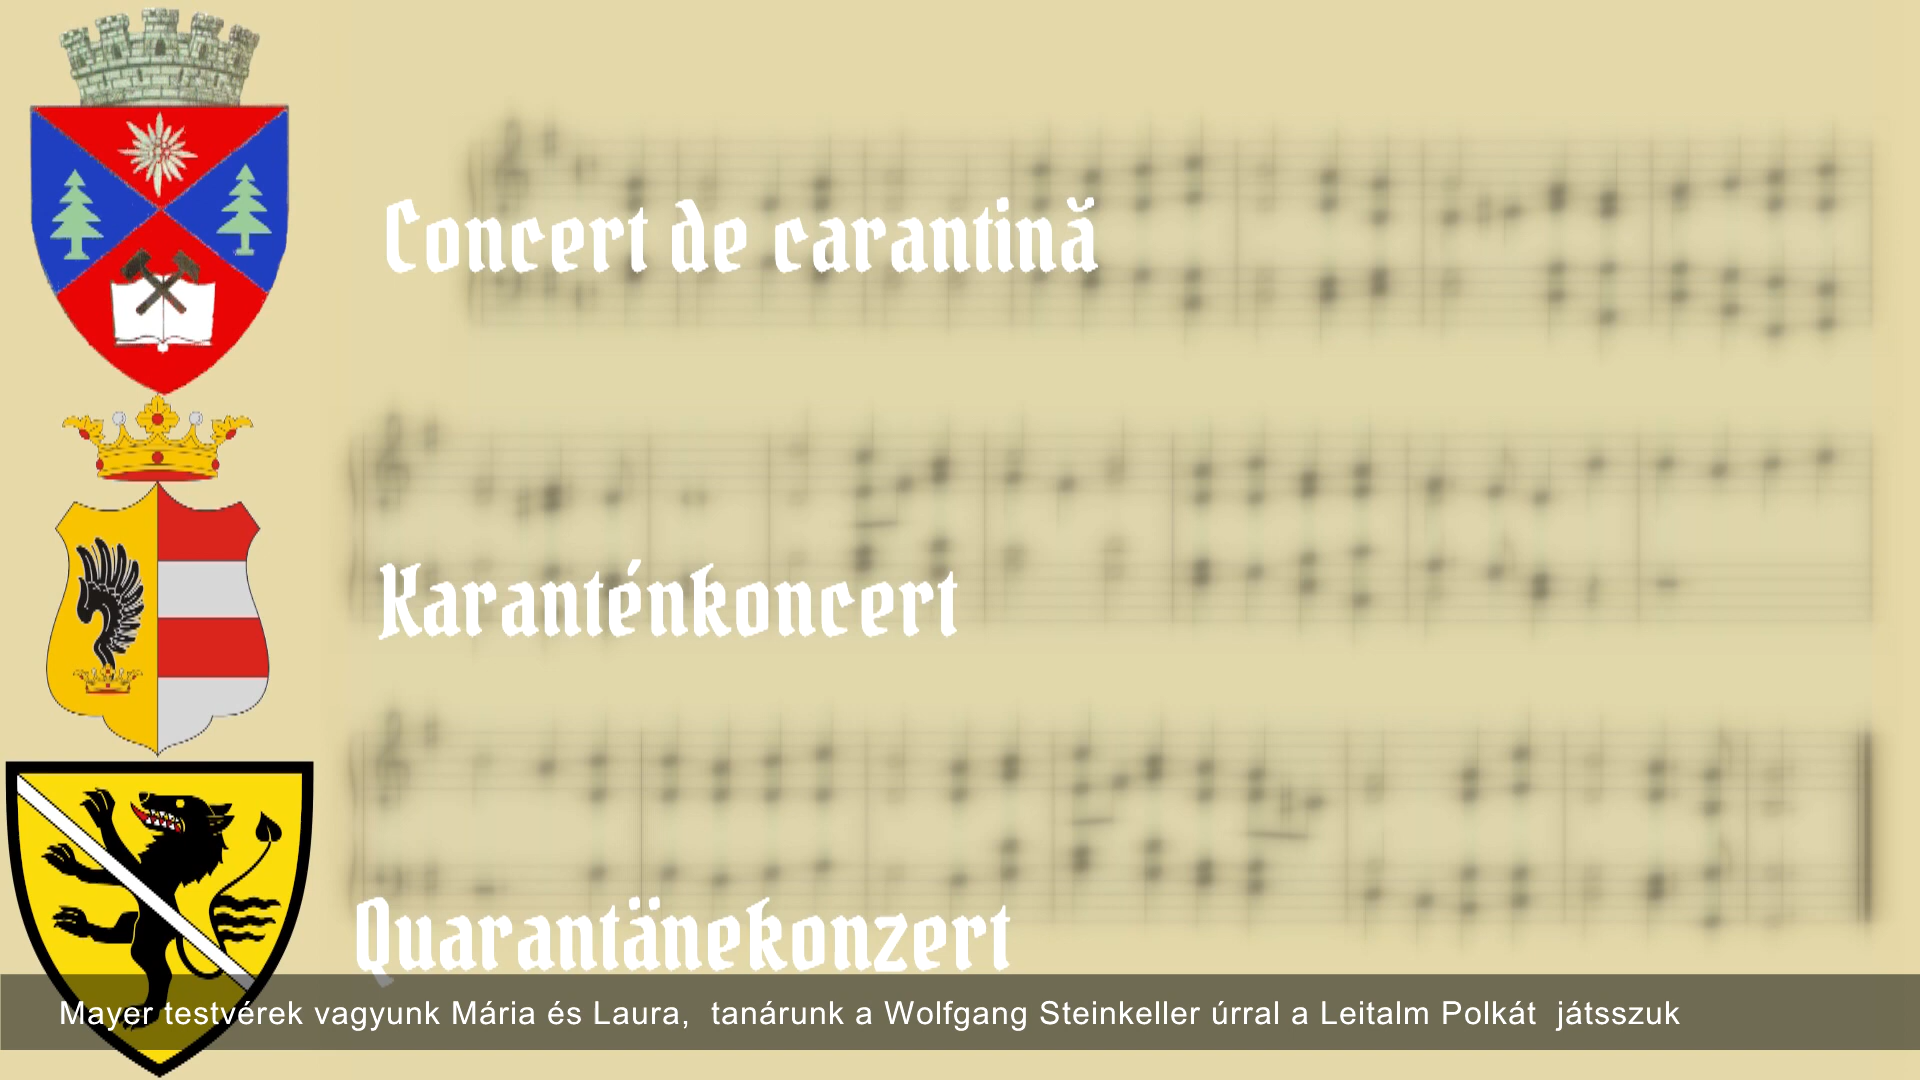 Concert de carantină
Karanténkoncert
Quarantänekonzert
Mayer testvérek vagyunk Mária és Laura, tanárunk a Wolfgang Steinkeller úrral a Leitalm Polkát játsszuk